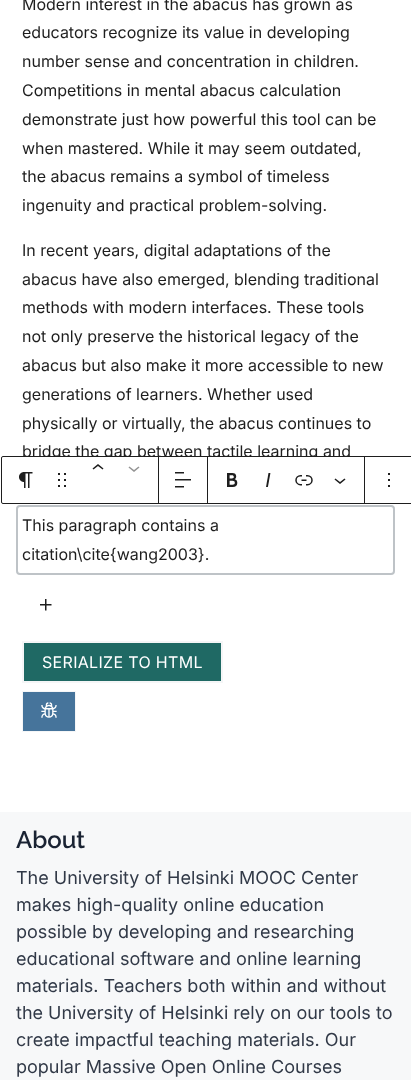 Modern interest in the abacus has grown as
educators recognize its value in developing
number sense and concentration in children.
Competitions in mental abacus calculation
demonstrate just how powerful this tool can be
when mastered. While it may seem outdated,
the abacus remains a symbol of timeless
ingenuity and practical problem-solving.
In recent years, digital adaptations of the
abacus have also emerged, blending traditional
methods with modern interfaces. These tools
not only preserve the historical legacy of the
abacus but also make it more accessible to new
generations of learners. Whether used
physically or virtually, the abacus continues to
bridge the gap between tactile learning and
B I
This paragraph contains a
citation\cite{wang2003}.
SERIALIZE TO HTML
About
The University of Helsinki MOOC Center
makes high-quality online education
possible by developing and researching
educational software and online learning
materials. Teachers both within and without
the University of Helsinki rely on our tools to
create impactful teaching materials. Our
popular Massive Open Online Courses